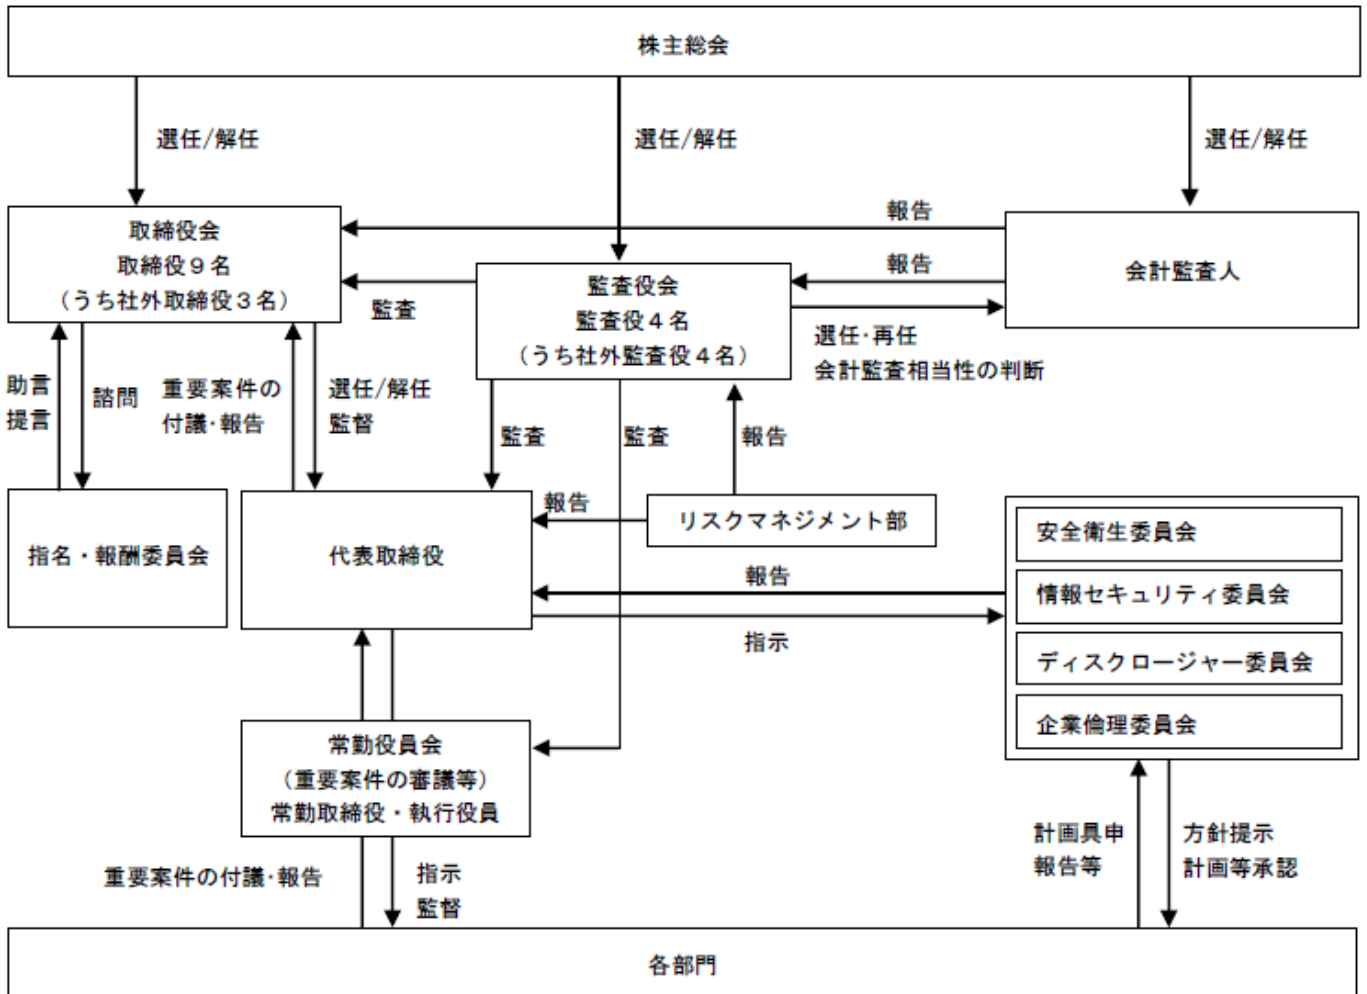 株主総会
選任/解任
選任/解任
選任/解任
取締役会
取締役９名
（うち社外取締役３名）
報告
会計監査人
報告
監査
監査役会
監査役４名
（うち社外監査役４名）
選任･再任
会計監査相当性の判断
助言
提言
諮問
重要案件の
付議･報告
選任/解任
監督
監査
監査
報告
指名・報酬委員会
代表取締役
報告
リスクマネジメント部
報告
指示
安全衛生委員会
情報セキュリティ委員会
ディスクロージャー委員会
企業倫理委員会
常勤役員会
（重要案件の審議等）
常勤取締役・執行役員
重要案件の付議･報告
指示
監督
計画具申
報告等
方針提示
計画等承認
各部門